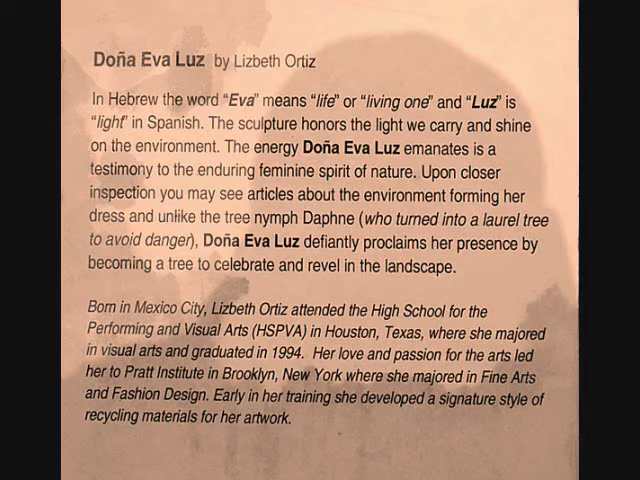 Doña Eva Luz by Lizbeth Ortiz
In Hebrew the word “Eva” means “life” or “living one” and “Luz” is
“light” in Spanish. The sculpture honors the light we carry and shine
on the environment. The energy Doña Eva Luz emanates is a
testimony to the enduring feminine spirit of nature. Upon closer
inspection you may see articles about the environment forming her
dress and unlike the tree nymph Daphne (who turned into a laurel tree
to avoid danger), Doña Eva Luz defiantly proclaims her presence by
becoming a tree to celebrate and revel in the landscape.
Born in Mexico City, Lizbeth Ortiz attended the High School for the
Performing and Visual Arts (HSPVA) in Houston, Texas, where she majored
in visual arts and graduated in 1994. Her love and passion for the arts led
her to Pratt Institute in Brooklyn, New York where she majored in Fine Arts
and Fashion Design. Early in her training she developed a signature style of
recycling materials for her artwork.